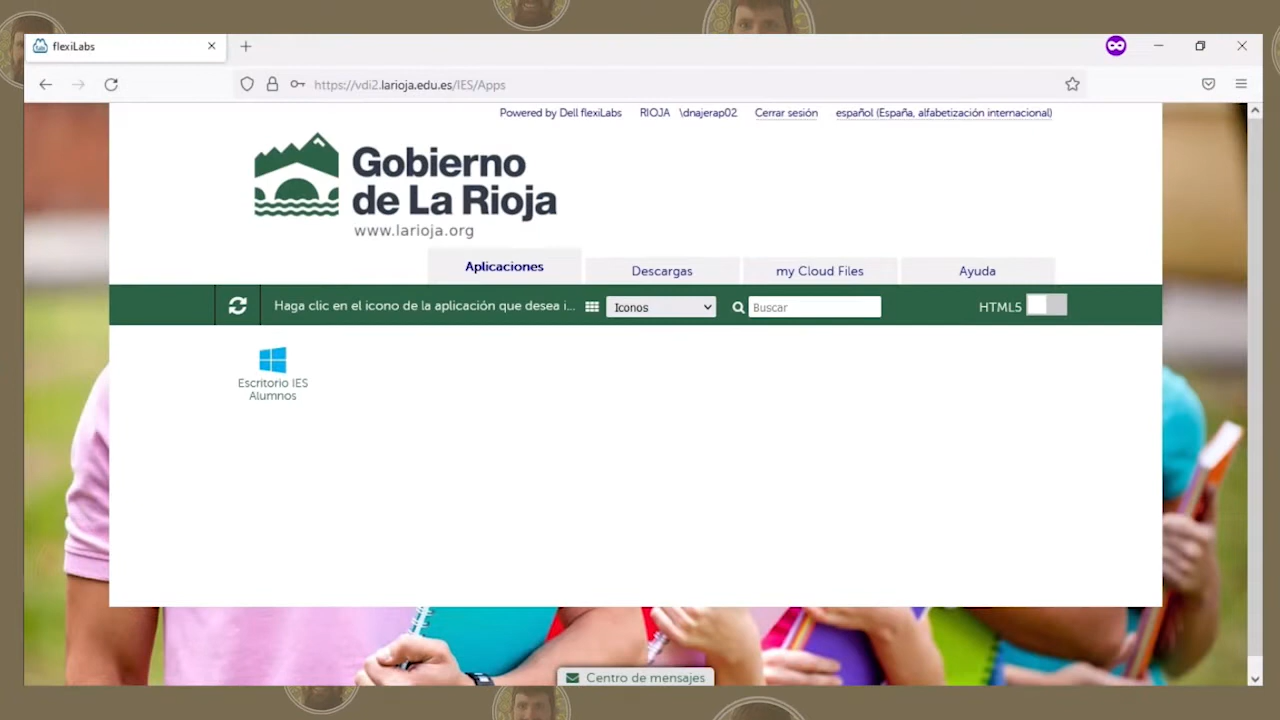 flexiLabs
https://vdi2.larioja.edu.es/IES/Apps
Powered by Dell flexiLabs RIOJA \dnajerap02 Cerrar sesión español (España, alfabetización internacional)
Gobierno
de La Rioja
www.larioja.org
Aplicaciones Descargas my Cloud Files Ayuda
Haga clic en el icono de la aplicación que desea i... Iconos Buscar HTML5
Escritorio IES
Alumnos
Centro de mensajes